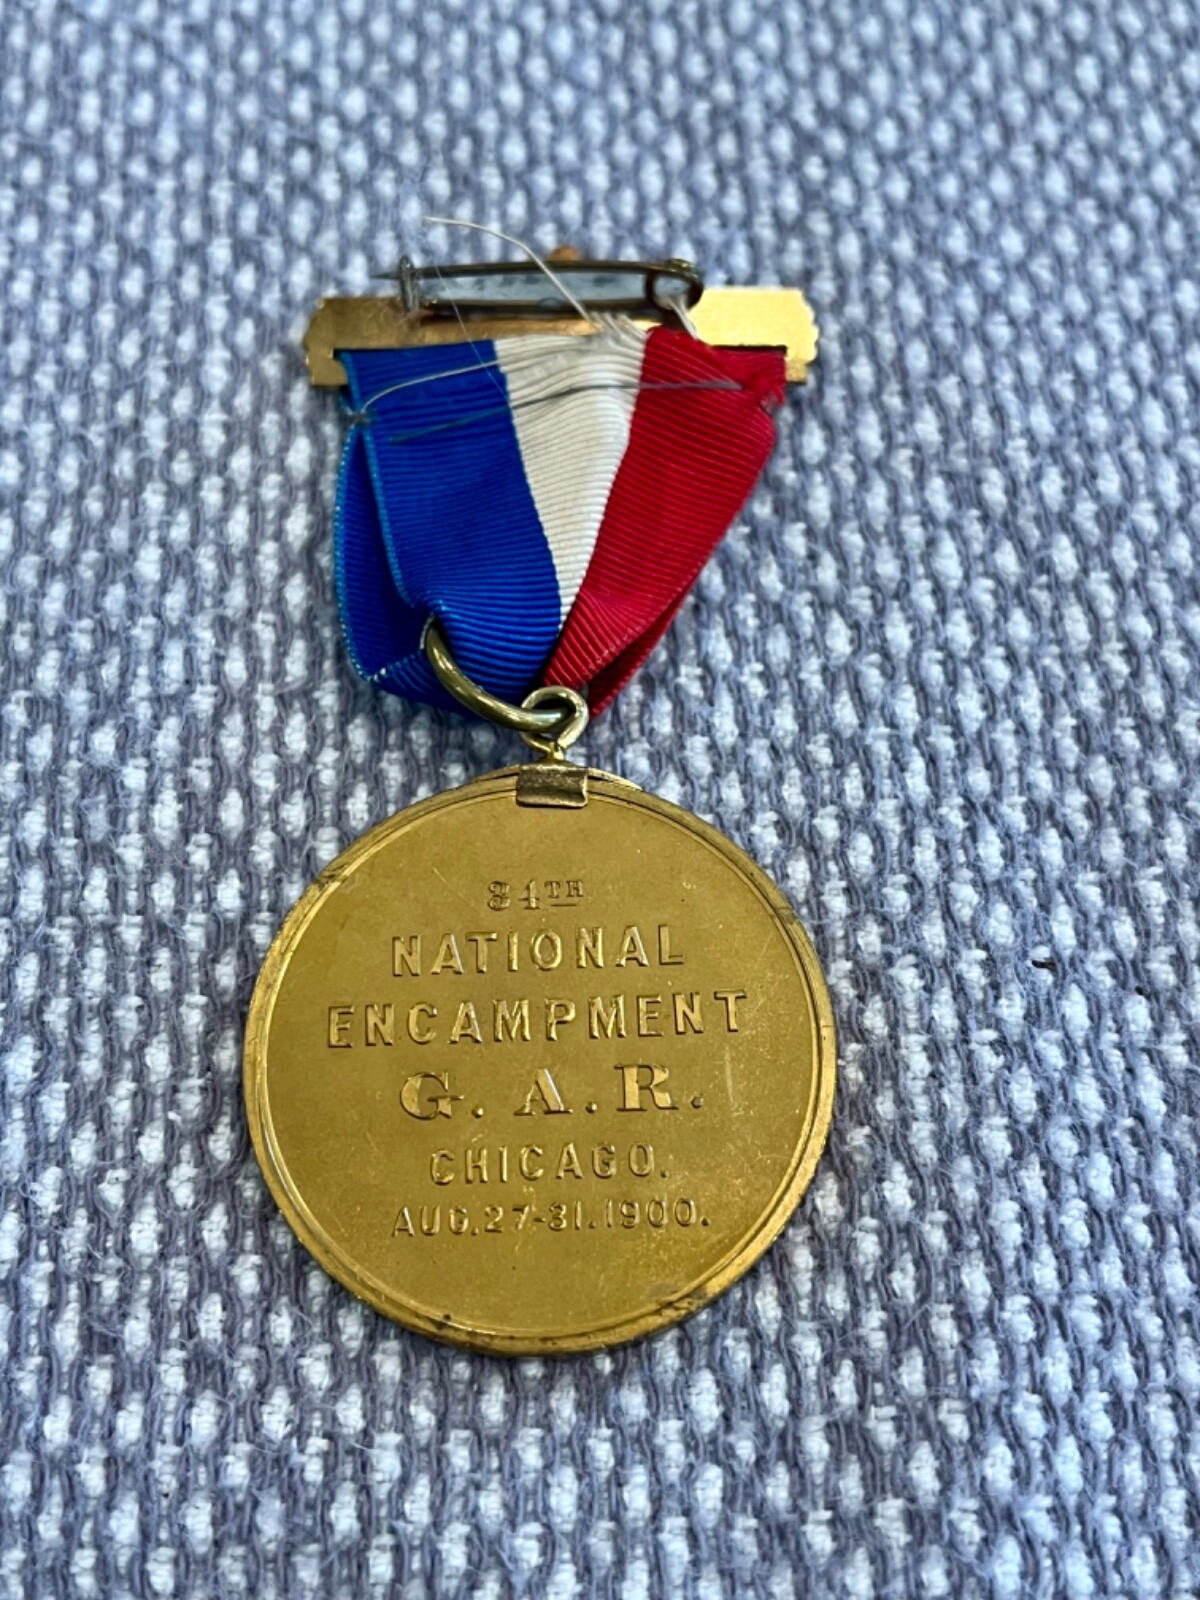 34TH
NATIONAL
ENCAMPMENT
G. A. R.
CHICAGO.
AUG. 27-31. 1900.